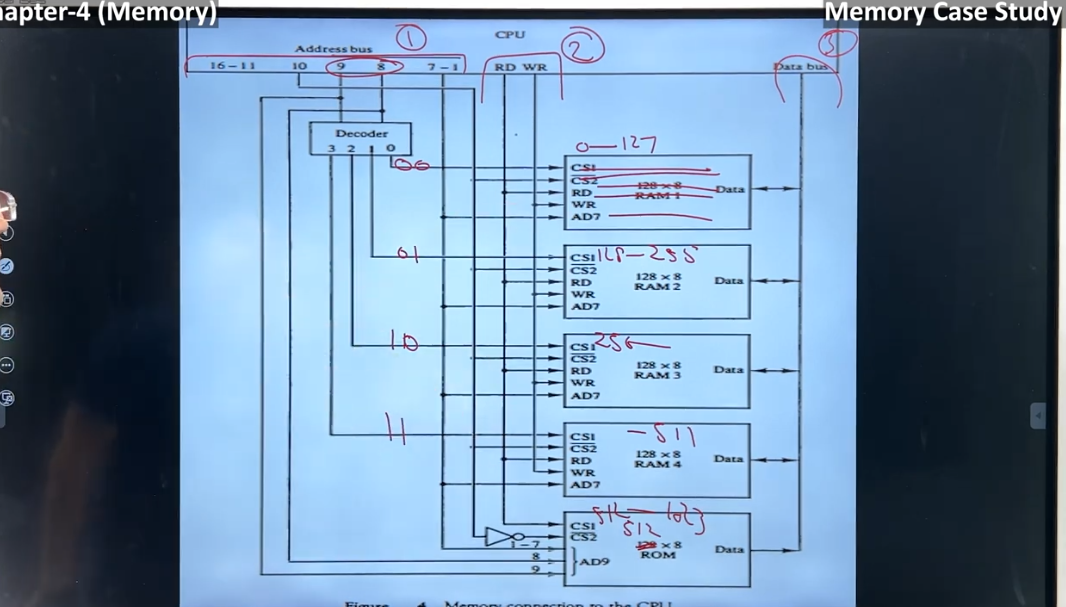 apter-4 (Memory)
Memory Case Study
CPU
① ② ③
Address bus
16-11 10 9 8 7-1 RD WR Data bus
Decoder
3 2 1 0
00
0—127
CS1
CS2
128 × 8
RD
RAM 1
Data
WR
AD7
01
CS1 128-255
CS2
128 × 8
RD
RAM 2
Data
WR
AD7
10
CS1 256
CS2
128 × 8
RD
RAM 3
Data
WR
AD7
11
CS1 -511
CS2
128 × 8
RD
RAM 4
Data
WR
AD7
512 — 1023
CS1
512
CS2
128 × 8
1-7
ROM
Data
8
AD9
9
Figure 4 Memory connection to the CPU